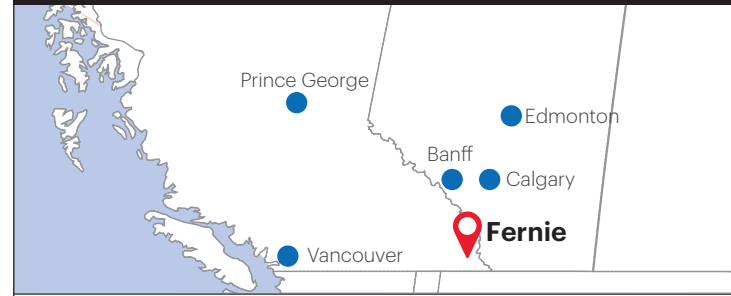 Prince George
Edmonton
Banff
Calgary
Fernie
Vancouver